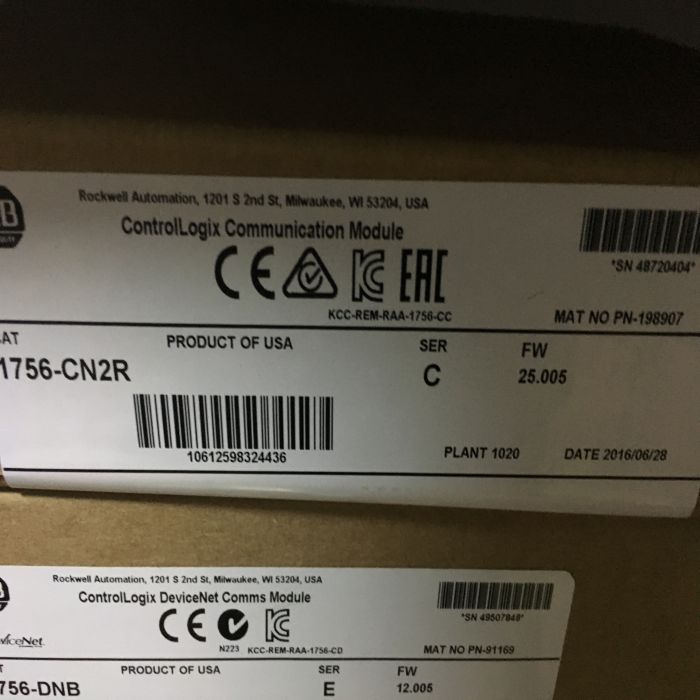 Rockwell Automation, 1201 S 2nd St, Milwaukee, WI 53204, USA
ControlLogix Communication Module
CE KC EAC
*SN 48720404*
KCC-REM-RAA-1756-CC
MAT NO PN-198907
AT PRODUCT OF USA SER FW
1756-CN2R C 25.005
10612598324436
PLANT 1020 DATE 2016/06/28
Rockwell Automation, 1201 S 2nd St, Milwaukee, WI 53204, USA
ControlLogix DeviceNet Comms Module
CE KC
*SN 49507848*
viceNet N223 KCC-REM-RAA-1756-CD MAT NO PN-91169
T PRODUCT OF USA SER FW
756-DNB E 12.005